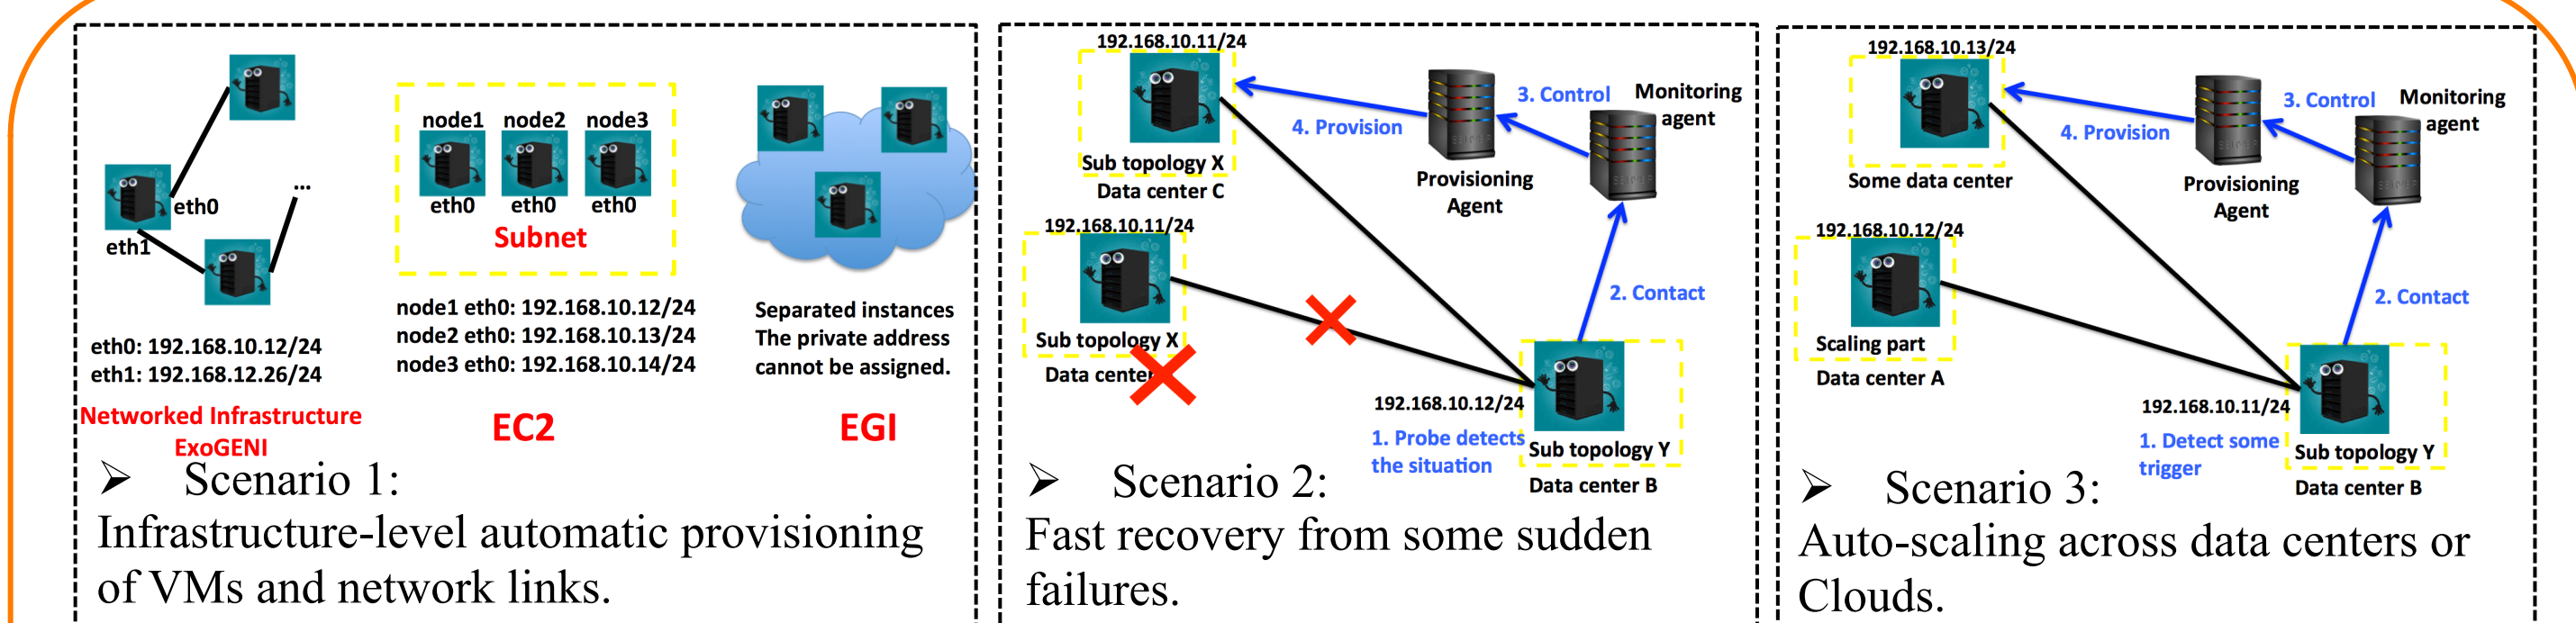 eth0
eth1
...
eth0: 192.168.10.12/24
eth1: 192.168.12.26/24
Networked Infrastructure
ExoGENI
node1 node2 node3
eth0 eth0 eth0
Subnet
node1 eth0: 192.168.10.12/24
node2 eth0: 192.168.10.13/24
node3 eth0: 192.168.10.14/24
EC2
Separated instances
The private address
cannot be assigned.
EGI
➢ Scenario 1:
Infrastructure-level automatic provisioning
of VMs and network links.
192.168.10.11/24
Sub topology X
Data center C
192.168.10.11/24
Sub topology X
Data center
4. Provision
3. Control
Provisioning
Agent
Monitoring
agent
2. Contact
192.168.10.12/24
1. Probe detects
the situation
Sub topology Y
Data center B
➢ Scenario 2:
Fast recovery from some sudden
failures.
192.168.10.13/24
Some data center
192.168.10.12/24
Scaling part
Data center A
4. Provision
3. Control
Provisioning
Agent
Monitoring
agent
2. Contact
192.168.10.11/24
1. Detect some
trigger
Sub topology Y
Data center B
➢ Scenario 3:
Auto-scaling across data centers or
Clouds.